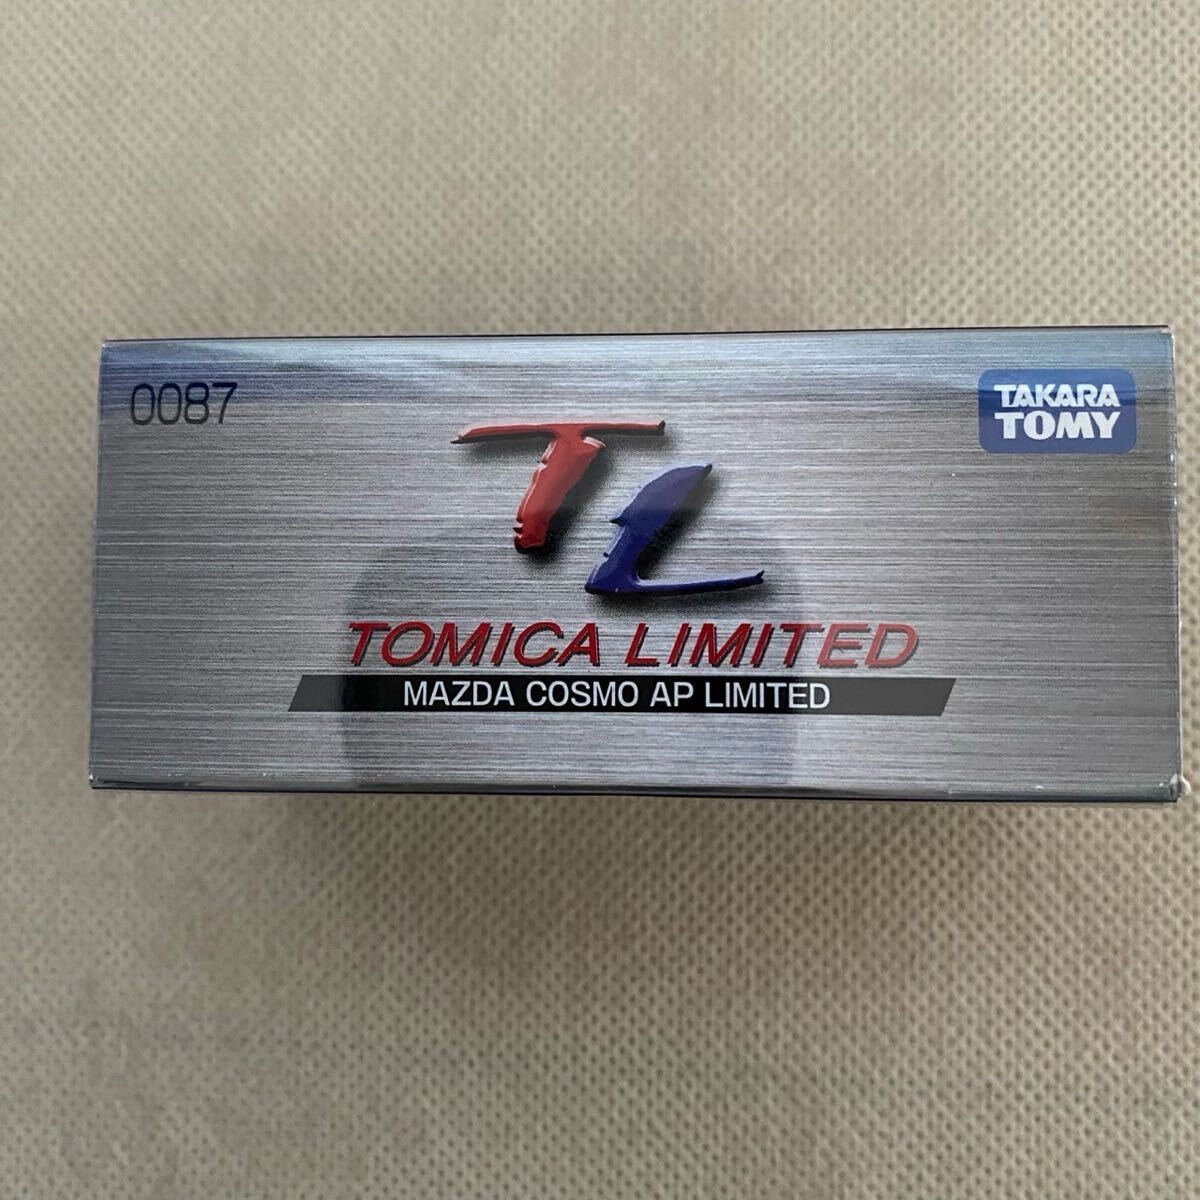 0087
TAKARA
TOMY
TL
TOMICA LIMITED
MAZDA COSMO AP LIMITED